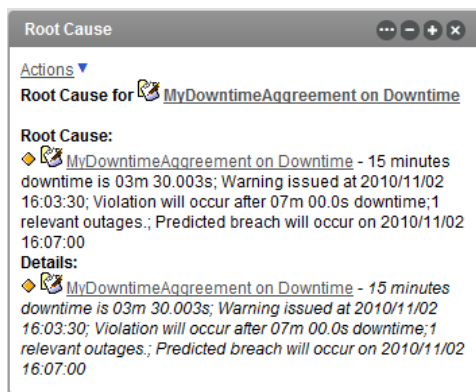 Root Cause
Actions
Root Cause for MyDowntimeAggreement on Downtime
Root Cause:
MyDowntimeAggreement on Downtime - 15 minutes
downtime is 03m 30.003s; Warning issued at 2010/11/02
16:03:30; Violation will occur after 07m 00.0s downtime;1
relevant outages.; Predicted breach will occur on 2010/11/02
16:07:00
Details:
MyDowntimeAggreement on Downtime - 15 minutes
downtime is 03m 30.003s; Warning issued at 2010/11/02
16:03:30; Violation will occur after 07m 00.0s downtime;1
relevant outages.; Predicted breach will occur on 2010/11/02
16:07:00